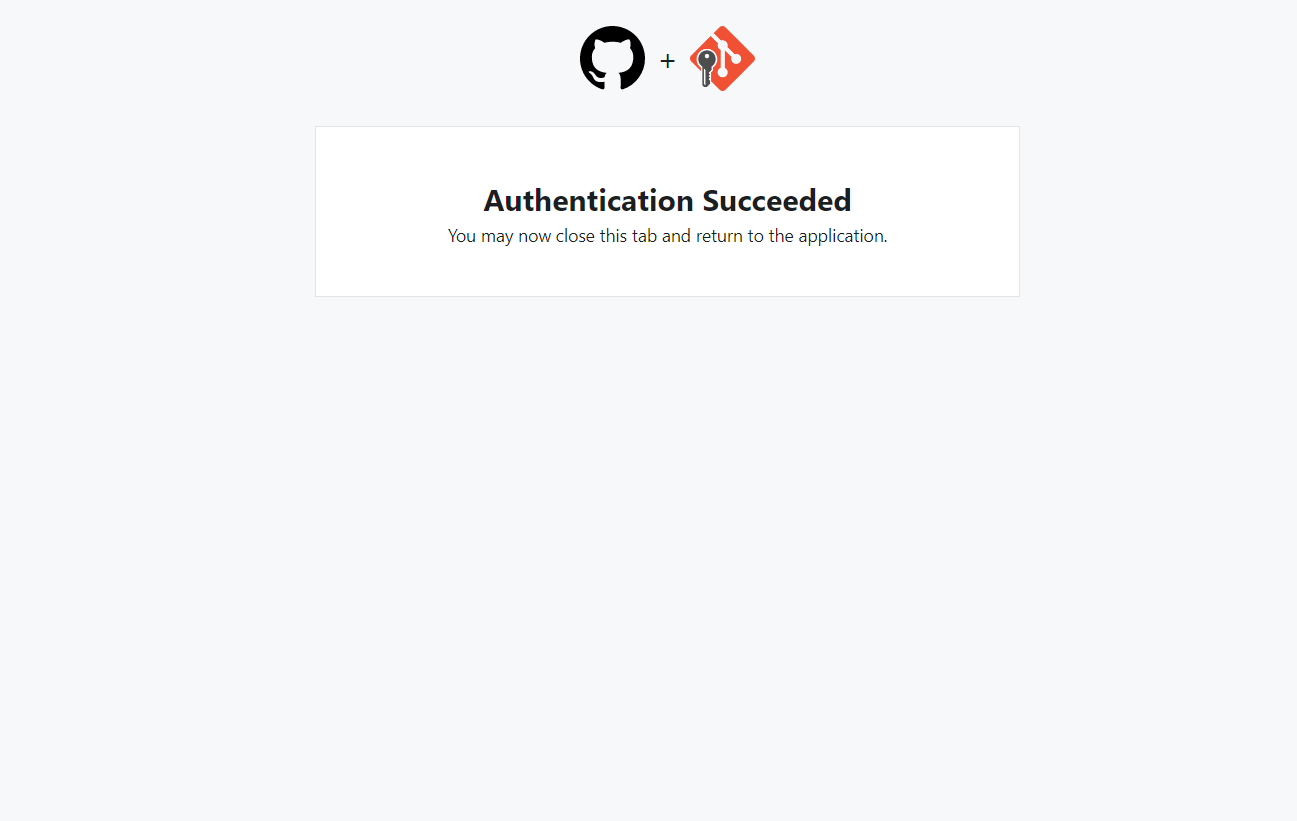 +
Authentication Succeeded
You may now close this tab and return to the application.